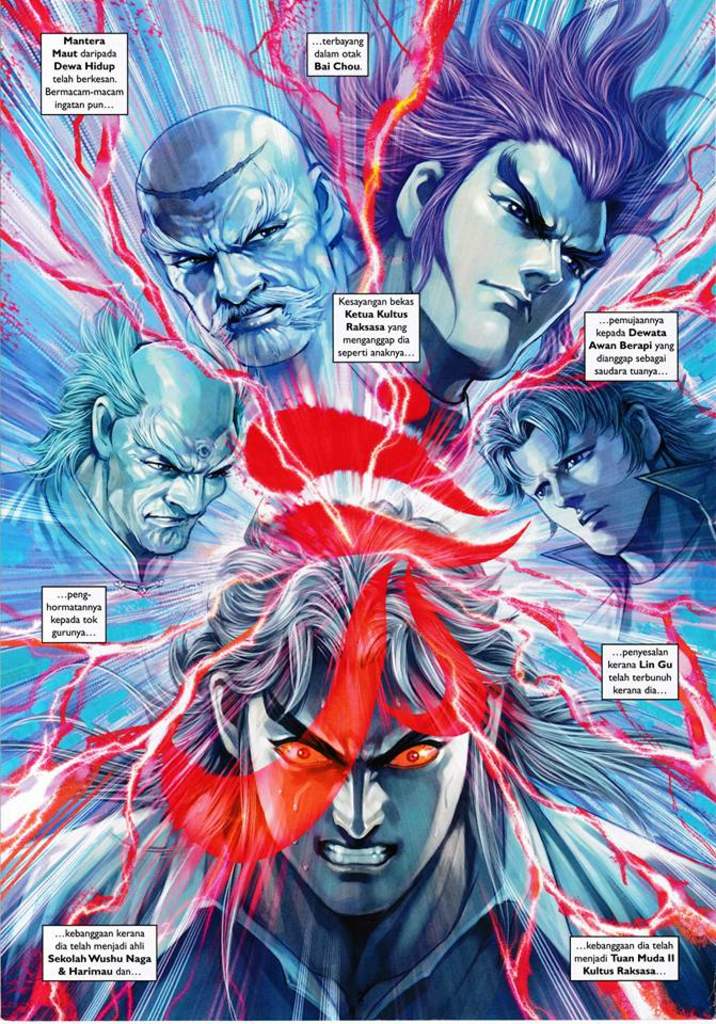 Mantera
Maut daripada
Dewa Hidup
telah berkesan.
Bermacam-macam
ingatan pun…
…terbayang
dalam otak
Bai Chou.
Kesayangan bekas
Ketua Kultus
Raksasa yang
menganggap dia
seperti anaknya…
…pemujaannya
kepada Dewata
Awan Berapi yang
dianggap sebagai
saudara tuanya…
…peng-
hormatannya
kepada tok
gurunya…
…penyesalan
kerana Lin Gu
telah terbunuh
kerana dia…
…kebanggaan kerana
dia telah menjadi ahli
Sekolah Wushu Naga
& Harimau dan…
…kebanggaan dia telah
menjadi Tuan Muda II
Kultus Raksasa…